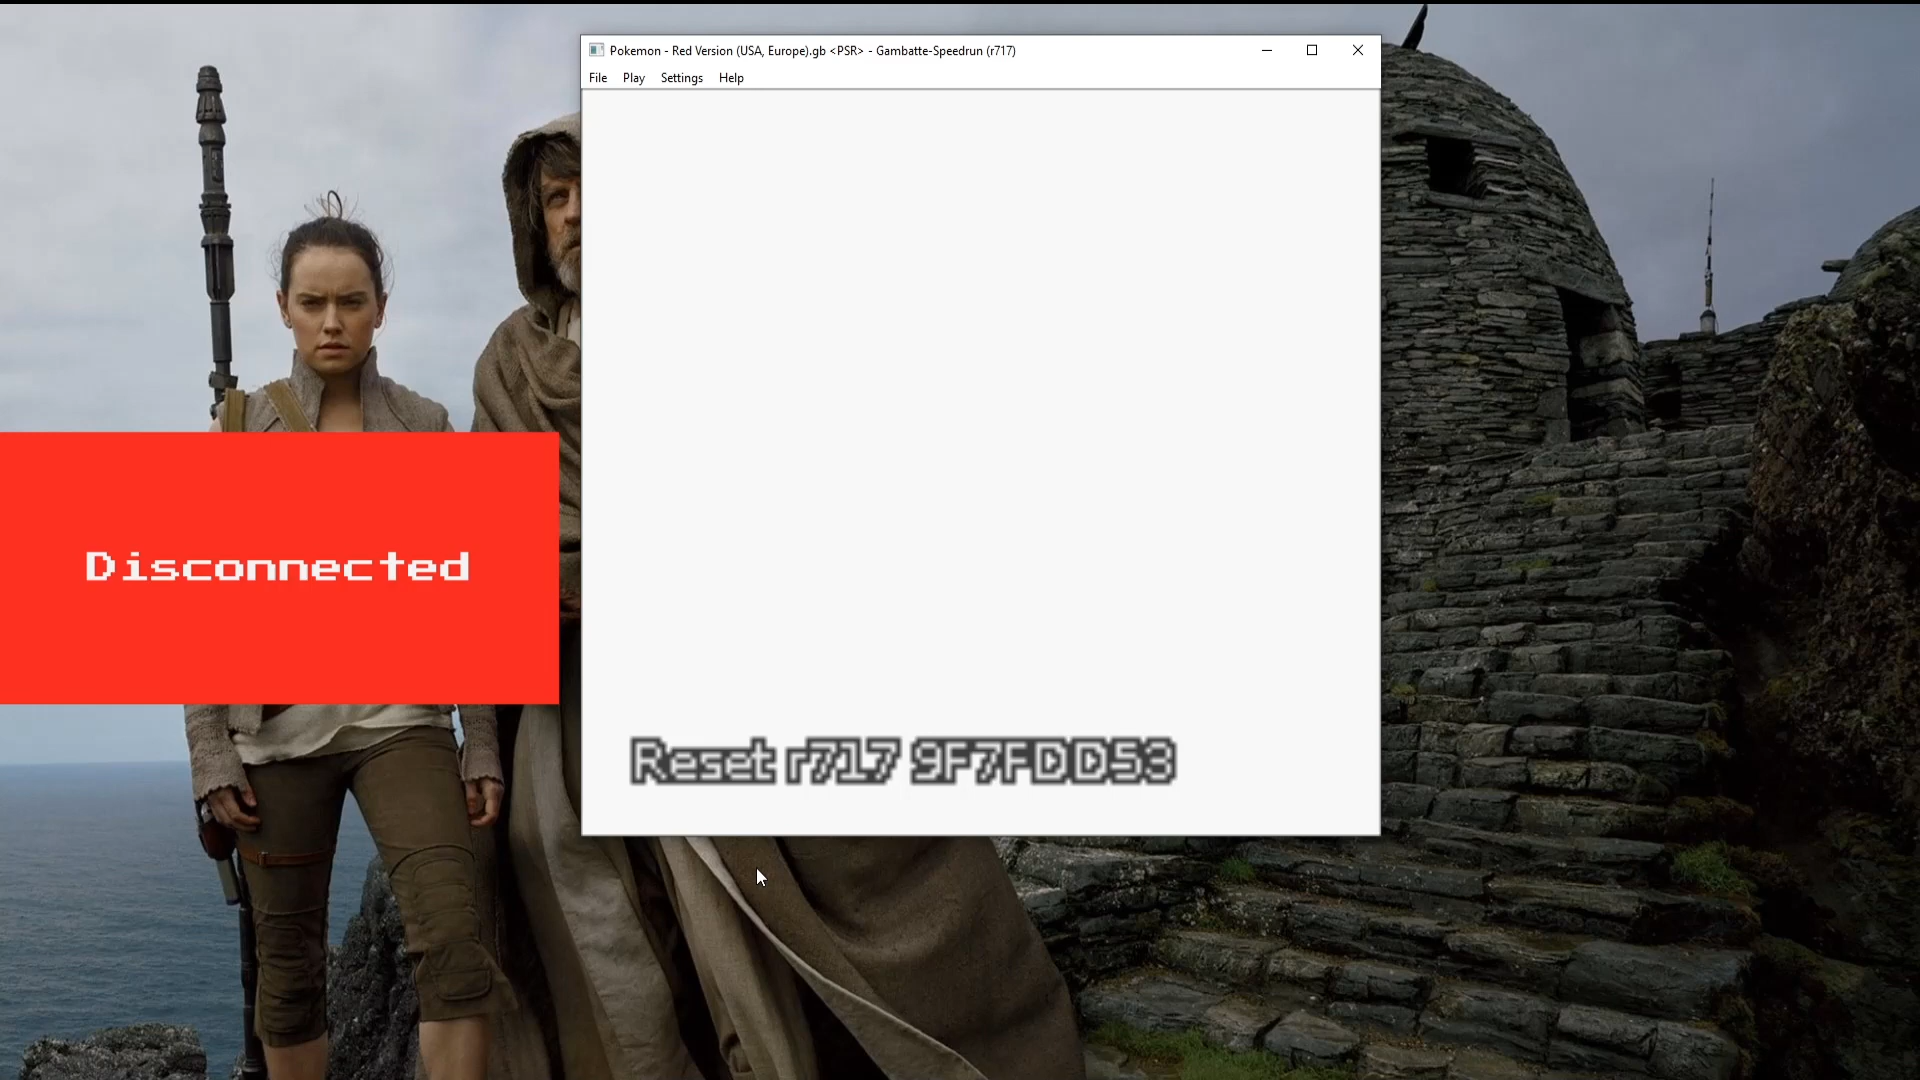 Pokemon - Red Version (USA, Europe).gb <PSR> - Gambatte-Speedrun (r717)
File Play Settings Help
Disconnected
Reset r717 9F7FDD53